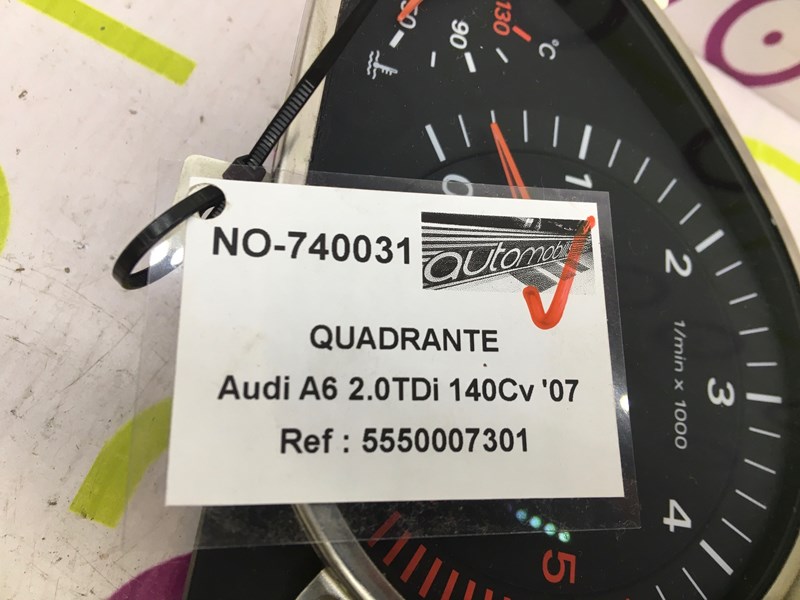 130
90
°C
0
1
2
3
4
5
1/min x 1000
NO-740031
QUADRANTE
Audi A6 2.0TDi 140Cv '07
Ref : 5550007301